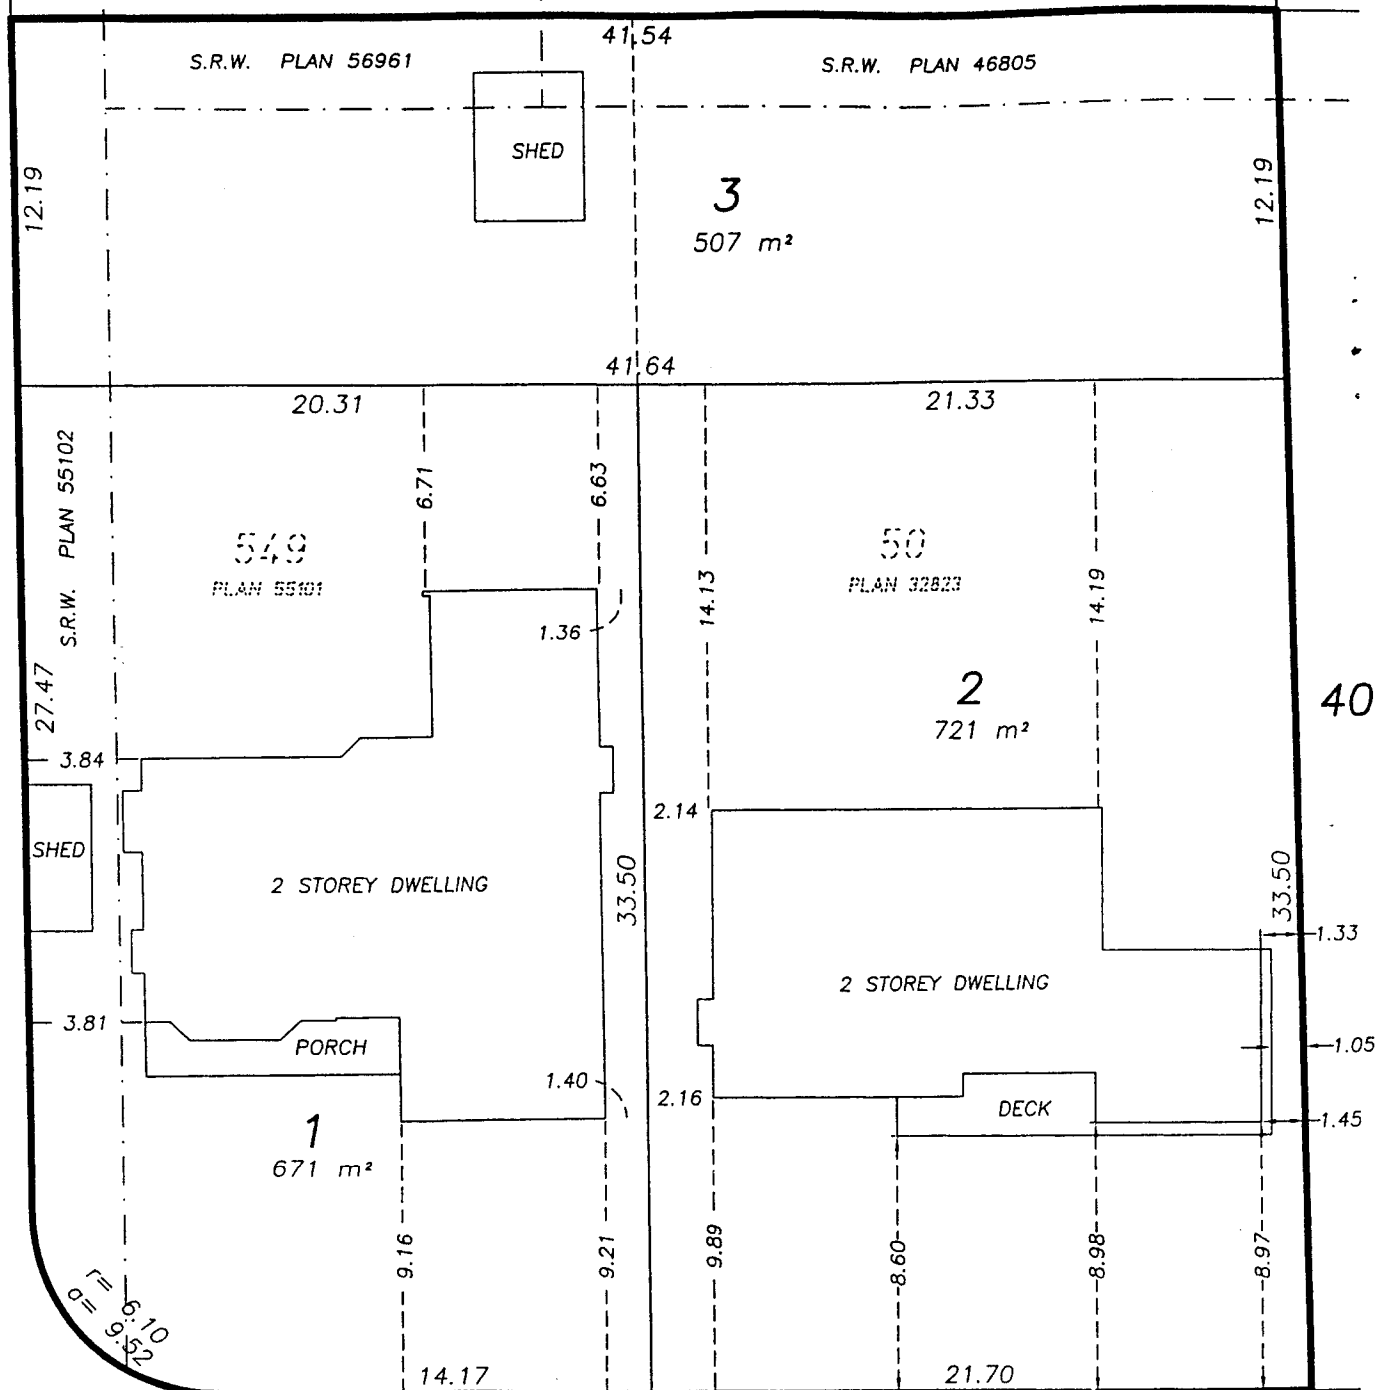 41.54
S.R.W. PLAN 56961
S.R.W. PLAN 46805
SHED
12.19
3
507 m²
12.19
41.64
20.31
21.33
S.R.W. PLAN 55102
6.71
6.63
549
PLAN 55101
50
PLAN 32823
14.13
14.19
1.36
27.47
2
721 m²
40
3.84
2.14
SHED
2 STOREY DWELLING
33.50
33.50
1.33
2 STOREY DWELLING
3.81
PORCH
1.05
1.40
2.16
DECK
1.45
1
671 m²
9.16
9.21
9.89
8.60
8.98
8.97
r= 6.10
a= 9.52
14.17
21.70